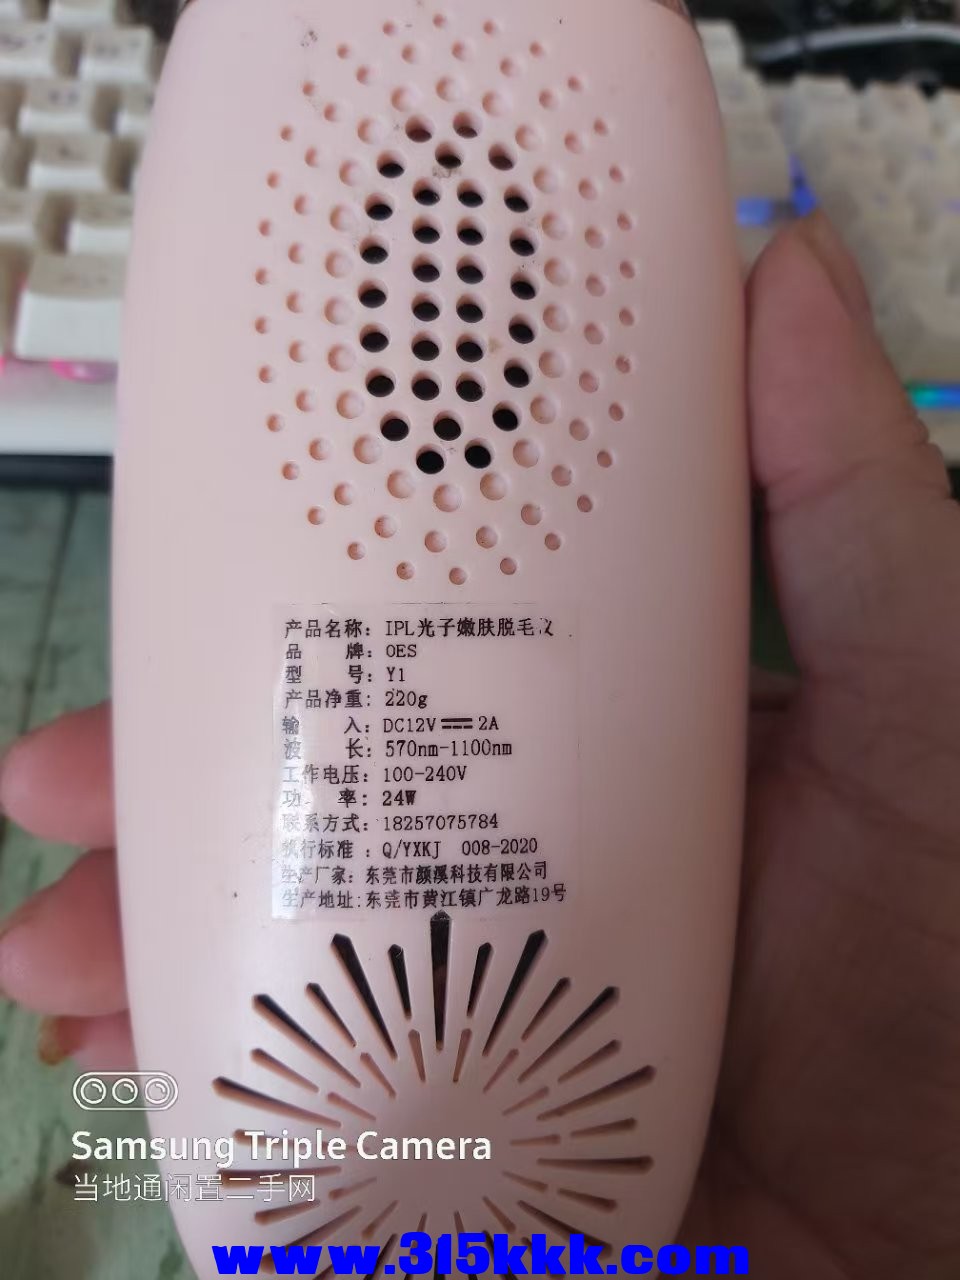 产品名称：IPL光子嫩肤脱毛仪
品　　牌：OES
型　　号：Y1
产品净重：220g
输　　入：DC12V⎓2A
波　　长：570nm-1100nm
工作电压：100-240V
功　　率：24W
联系方式：18257075784
执行标准：Q/YXKJ 008-2020
生产厂家：东莞市颜溪科技有限公司
生产地址:东莞市黄江镇广龙路19号
Samsung Triple Camera
当地通闲置二手网
www.315kkk.com